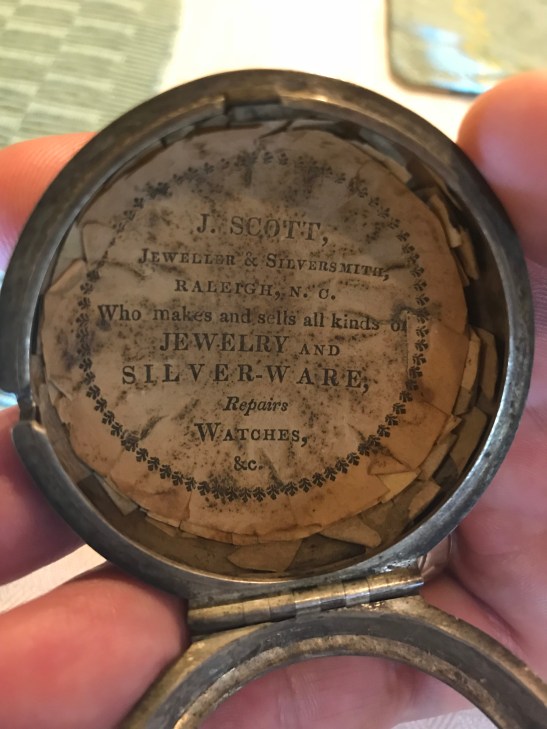 J. SCOTT,
JEWELLER & SILVERSMITH,
RALEIGH, N. C.
Who makes and sells all kinds of
JEWELRY AND
SILVER-WARE,
Repairs
WATCHES,
&c.